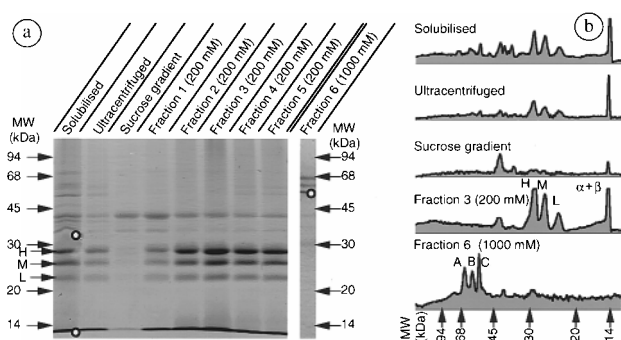 a
MW
(kDa)
Solubilised
Ultracentrifuged
Sucrose gradient
Fraction 1 (200 mM)
Fraction 2 (200 mM)
Fraction 3 (200 mM)
Fraction 4 (200 mM)
Fraction 5 (200 mM)
Fraction 6 (1000 mM)
MW
(kDa)
94
68
45
30
20
14
H
M
L
94
68
45
30
20
14
b
Solubilised
Ultracentrifuged
Sucrose gradient
H M L α+β
Fraction 3 (200 mM)
Fraction 6 (1000 mM)
A B C
MW
(kDa)
94 68 45 30 20 14